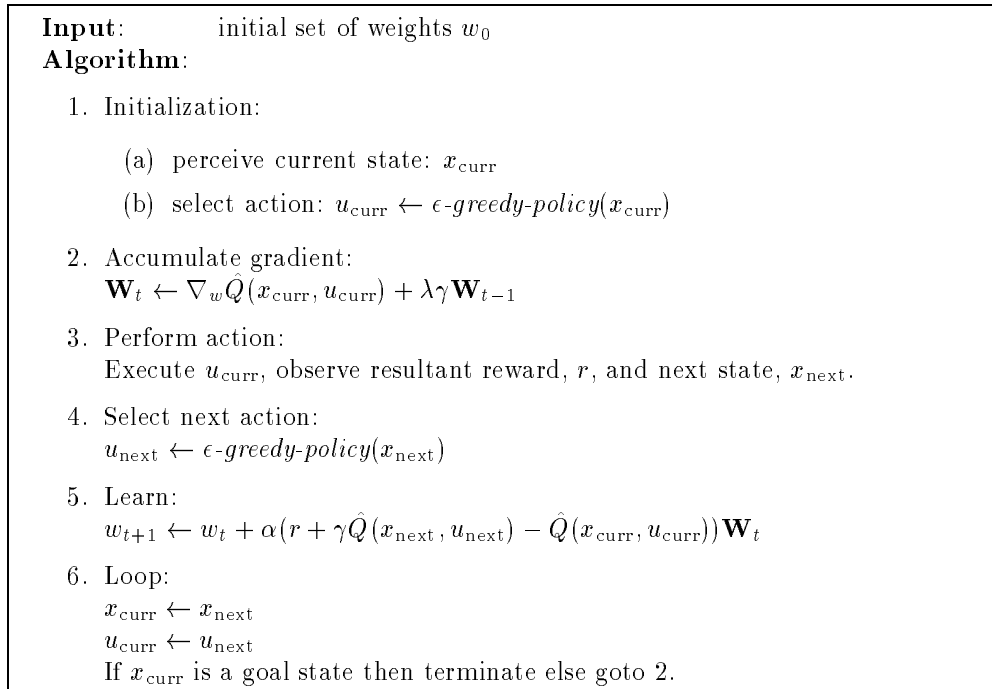 Input: initial set of weights w₀
Algorithm:
1. Initialization:
(a) perceive current state: x_curr
(b) select action: u_curr ← ϵ-greedy-policy(x_curr)
2. Accumulate gradient:
W_t ← ∇_w Q̂(x_curr, u_curr) + λγW_{t−1}
3. Perform action:
Execute u_curr, observe resultant reward, r, and next state, x_next.
4. Select next action:
u_next ← ϵ-greedy-policy(x_next)
5. Learn:
w_{t+1} ← w_t + α(r + γQ̂(x_next, u_next) − Q̂(x_curr, u_curr))W_t
6. Loop:
x_curr ← x_next
u_curr ← u_next
If x_curr is a goal state then terminate else goto 2.